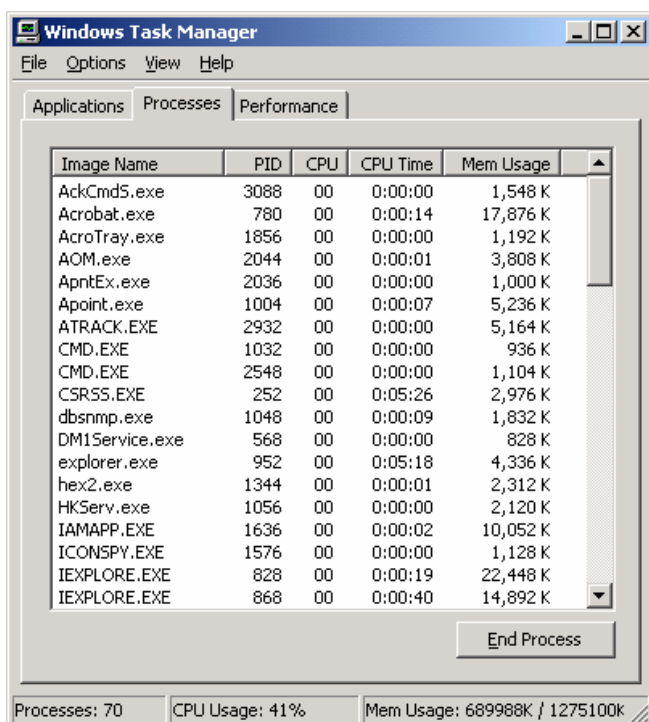 Windows Task Manager
File Options View Help
Applications Processes Performance
Image Name PID CPU CPU Time Mem Usage
AckCmdS.exe 3088 00 0:00:00 1,548 K
Acrobat.exe 780 00 0:00:14 17,876 K
AcroTray.exe 1856 00 0:00:00 1,192 K
AOM.exe 2044 00 0:00:01 3,808 K
ApntEx.exe 2036 00 0:00:00 1,000 K
Apoint.exe 1004 00 0:00:07 5,236 K
ATRACK.EXE 2932 00 0:00:00 5,164 K
CMD.EXE 1032 00 0:00:00 936 K
CMD.EXE 2548 00 0:00:00 1,104 K
CSRSS.EXE 252 00 0:05:26 2,976 K
dbsnmp.exe 1048 00 0:00:09 1,832 K
DM1Service.exe 568 00 0:00:00 828 K
explorer.exe 952 00 0:05:18 4,336 K
hex2.exe 1344 00 0:00:01 2,312 K
HKServ.exe 1056 00 0:00:00 2,120 K
IAMAPP.EXE 1636 00 0:00:02 10,052 K
ICONSPY.EXE 1576 00 0:00:00 1,128 K
IEXPLORE.EXE 828 00 0:00:19 22,448 K
IEXPLORE.EXE 868 00 0:00:40 14,892 K
End Process
Processes: 70 CPU Usage: 41% Mem Usage: 689988K / 1275100K